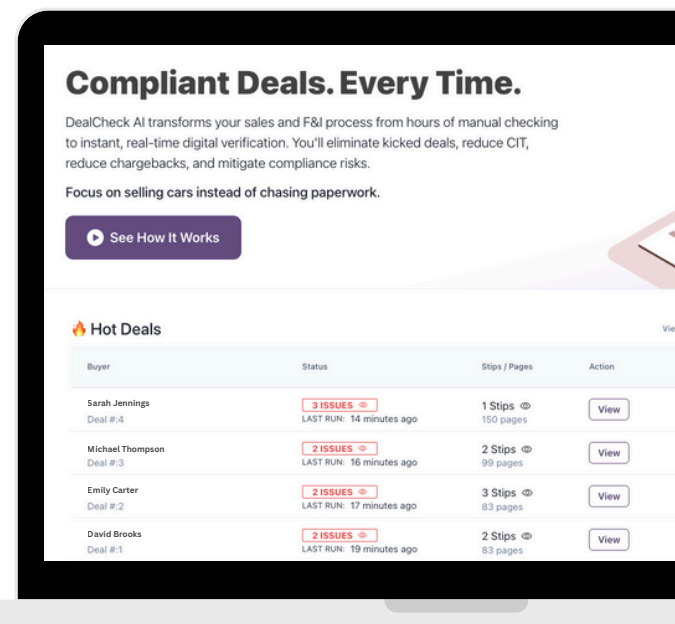 Compliant Deals. Every Time.
DealCheck AI transforms your sales and F&I process from hours of manual checking
to instant, real-time digital verification. You'll eliminate kicked deals, reduce CIT,
reduce chargebacks, and mitigate compliance risks.
Focus on selling cars instead of chasing paperwork.
See How It Works
🔥 Hot Deals
Buyer Status Stips / Pages Action
Sarah Jennings 3 ISSUES 1 Stips View
Deal #:4 LAST RUN: 14 minutes ago 150 pages
Michael Thompson 2 ISSUES 2 Stips View
Deal #:3 LAST RUN: 16 minutes ago 99 pages
Emily Carter 2 ISSUES 3 Stips View
Deal #:2 LAST RUN: 17 minutes ago 83 pages
David Brooks 2 ISSUES 2 Stips View
Deal #:1 LAST RUN: 19 minutes ago 83 pages